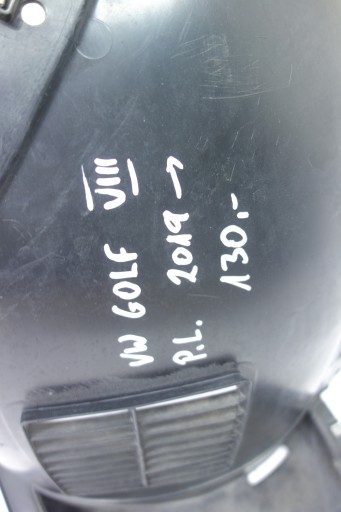 VW GOLF VIII
P.L. 2019 →
130.-